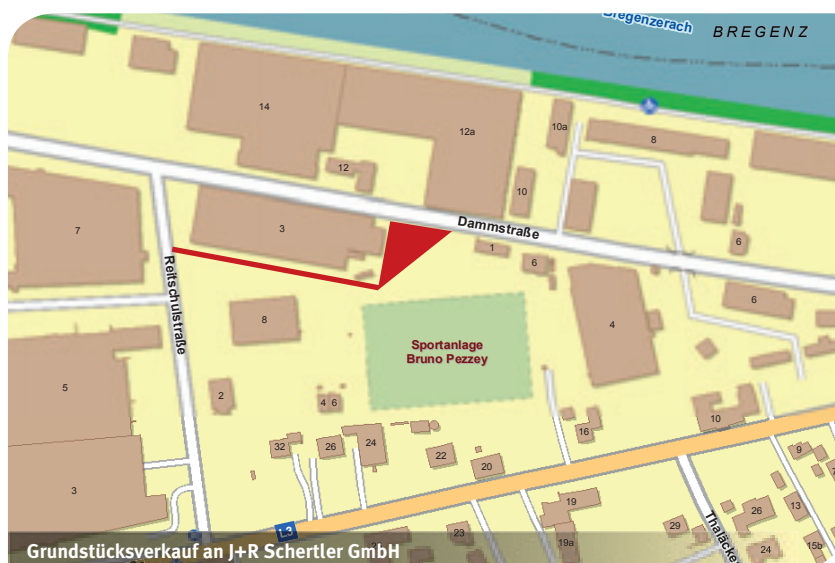 Bregenzerach
BREGENZ
14
12a
10a
8
12
10
7
3
Dammstraße
1
6
6
6
Reitschulstraße
8
4
Sportanlage
Bruno Pezzey
5
2
4 6
32
26
24
22
20
16
10
9
3
L3
23
19
19a
29
26
13
24
15b
Grundstücksverkauf an J+R Schertler GmbH